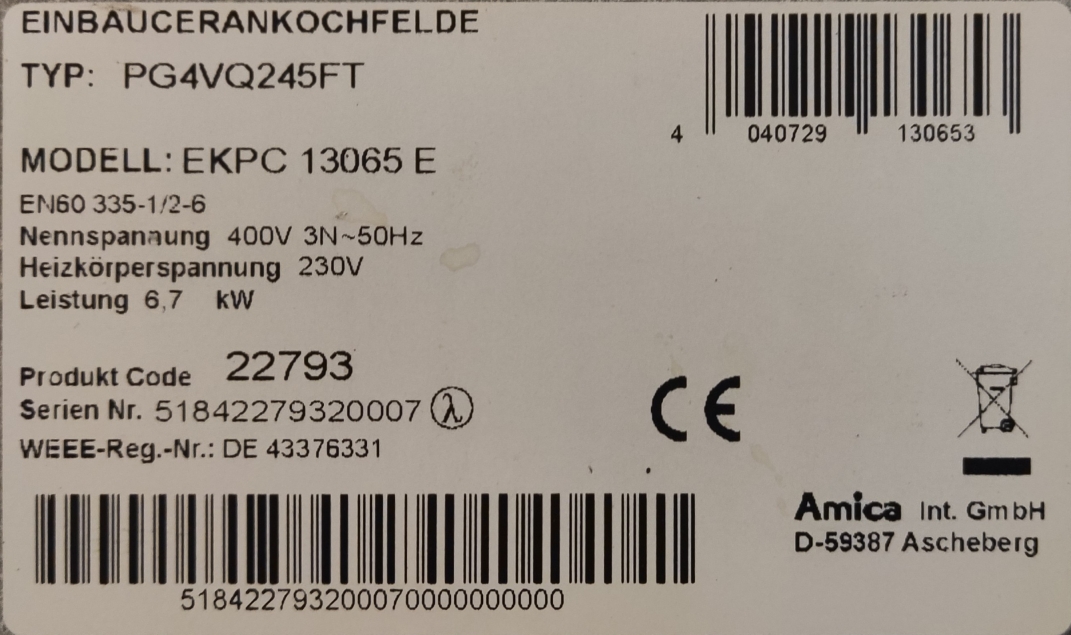 EINBAUCERANKOCHFELDE
TYP: PG4VQ245FT
4 040729 130653
MODELL: EKPC 13065 E
EN60 335-1/2-6
Nennspannaung 400V 3N~50Hz
Heizkörperspannung 230V
Leistung 6,7 kW
Produkt Code 22793
Serien Nr. 51842279320007 λ
WEEE-Reg.-Nr.: DE 43376331
CE
Amica Int. GmbH
D-59387 Ascheberg
518422793200070000000000